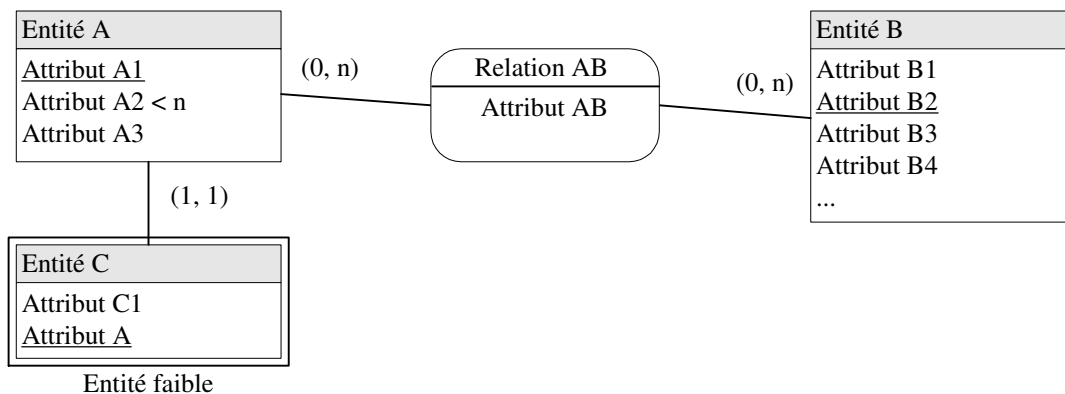 Entité A
Attribut A1
Attribut A2 < n
Attribut A3
(0, n)
Relation AB
Attribut AB
(0, n)
Entité B
Attribut B1
Attribut B2
Attribut B3
Attribut B4
...
(1, 1)
Entité C
Attribut C1
Attribut A
Entité faible